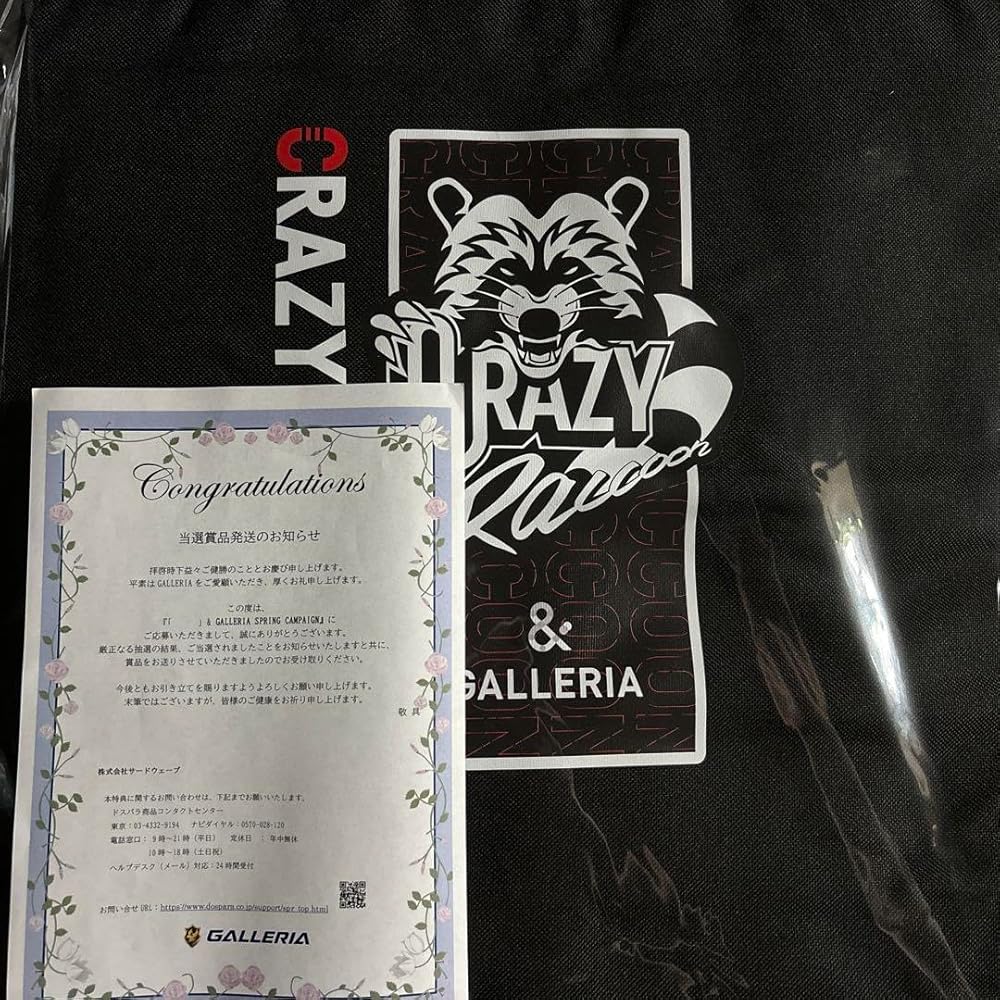 CRAZY
CRAZY
Raccoon
&
GALLERIA
Congratulations
当選賞品発送のお知らせ
拝啓時下益々ご健勝のこととお慶び申し上げます。
平素は GALLERIA をご愛顧いただき、厚くお礼申し上げます。
この度は、
『「　　」& GALLERIA SPRING CAMPAIGN』に
ご応募いただきまして、誠にありがとうございます。
厳正なる抽選の結果、ご当選されましたことをお知らせいたしますと共に、
賞品をお送りさせていただきましたのでお受け取りください。
今後ともお引き立てを賜りますようよろしくお願い申し上げます。
末筆ではございますが、皆様のご健康をお祈り申し上げます。
敬具
株式会社サードウェーブ
本特典に関するお問い合わせは、下記までお願いいたします。
ドスパラ商品コンタクトセンター
東京：03-4332-9194　ナビダイヤル：0570-028-120
電話窓口： 9時～21時（平日）　定休日　：　年中無休
10時～18時（土日祝）
ヘルプデスク（メール）対応：24時間受付
お問い合せ URL：https://www.dospara.co.jp/support/spr_top.html
GALLERIA